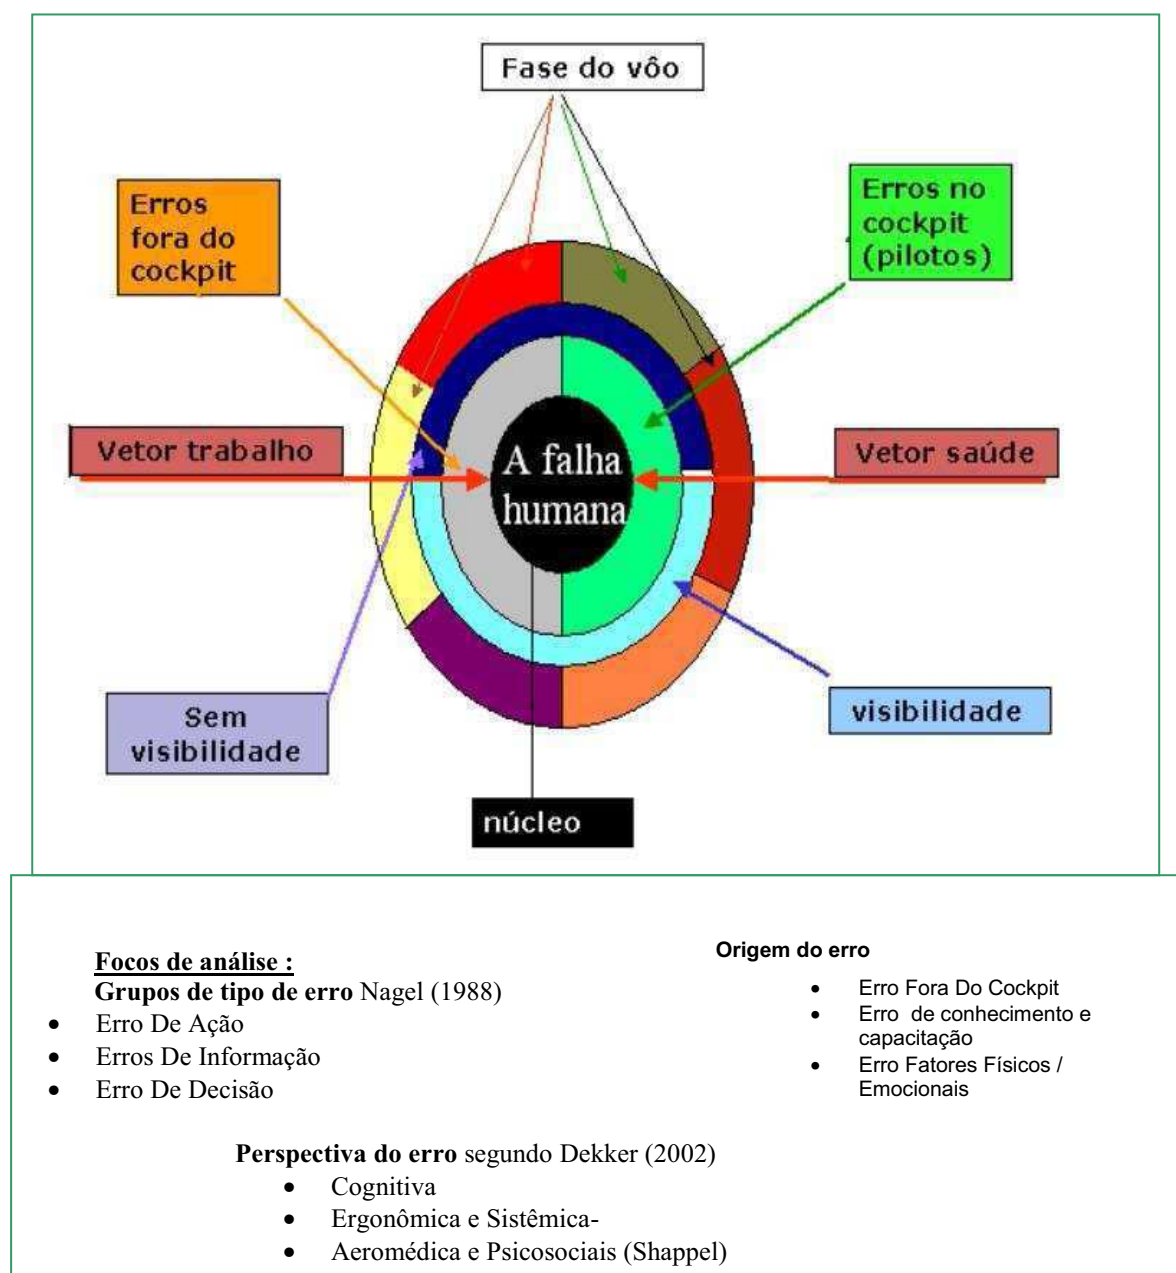 Fase do vôo
Erros
fora do
cockpit
Erros no
cockpit
(pilotos)
Vetor trabalho
A falha
humana
Vetor saúde
Sem
visibilidade
visibilidade
núcleo
Focos de análise :
Grupos de tipo de erro Nagel (1988)
• Erro De Ação
• Erros De Informação
• Erro De Decisão
Origem do erro
• Erro Fora Do Cockpit
• Erro de conhecimento e
capacitação
• Erro Fatores Físicos /
Emocionais
Perspectiva do erro segundo Dekker (2002)
• Cognitiva
• Ergonômica e Sistêmica-
• Aeromédica e Psicosociais (Shappel)